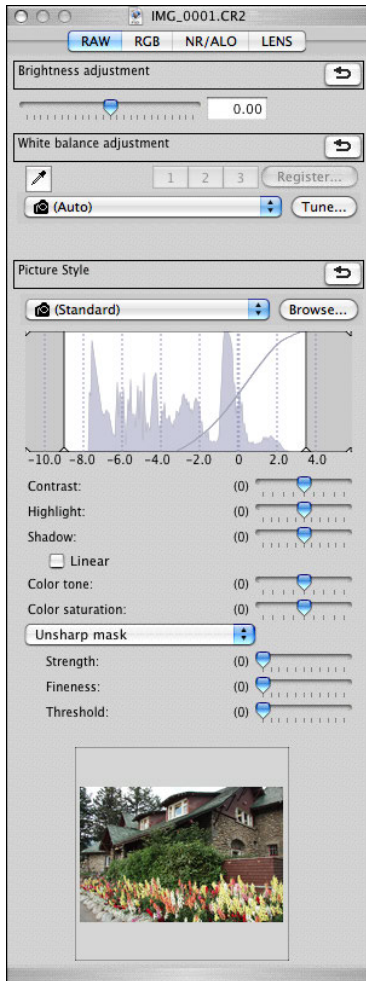 IMG_0001.CR2
RAW RGB NR/ALO LENS
Brightness adjustment
0.00
White balance adjustment
1 2 3 Register...
(Auto) Tune...
Picture Style
(Standard) Browse...
-10.0 -8.0 -6.0 -4.0 -2.0 0 2.0 4.0
Contrast: (0)
Highlight: (0)
Shadow: (0)
Linear
Color tone: (0)
Color saturation: (0)
Unsharp mask
Strength: (0)
Fineness: (0)
Threshold: (0)